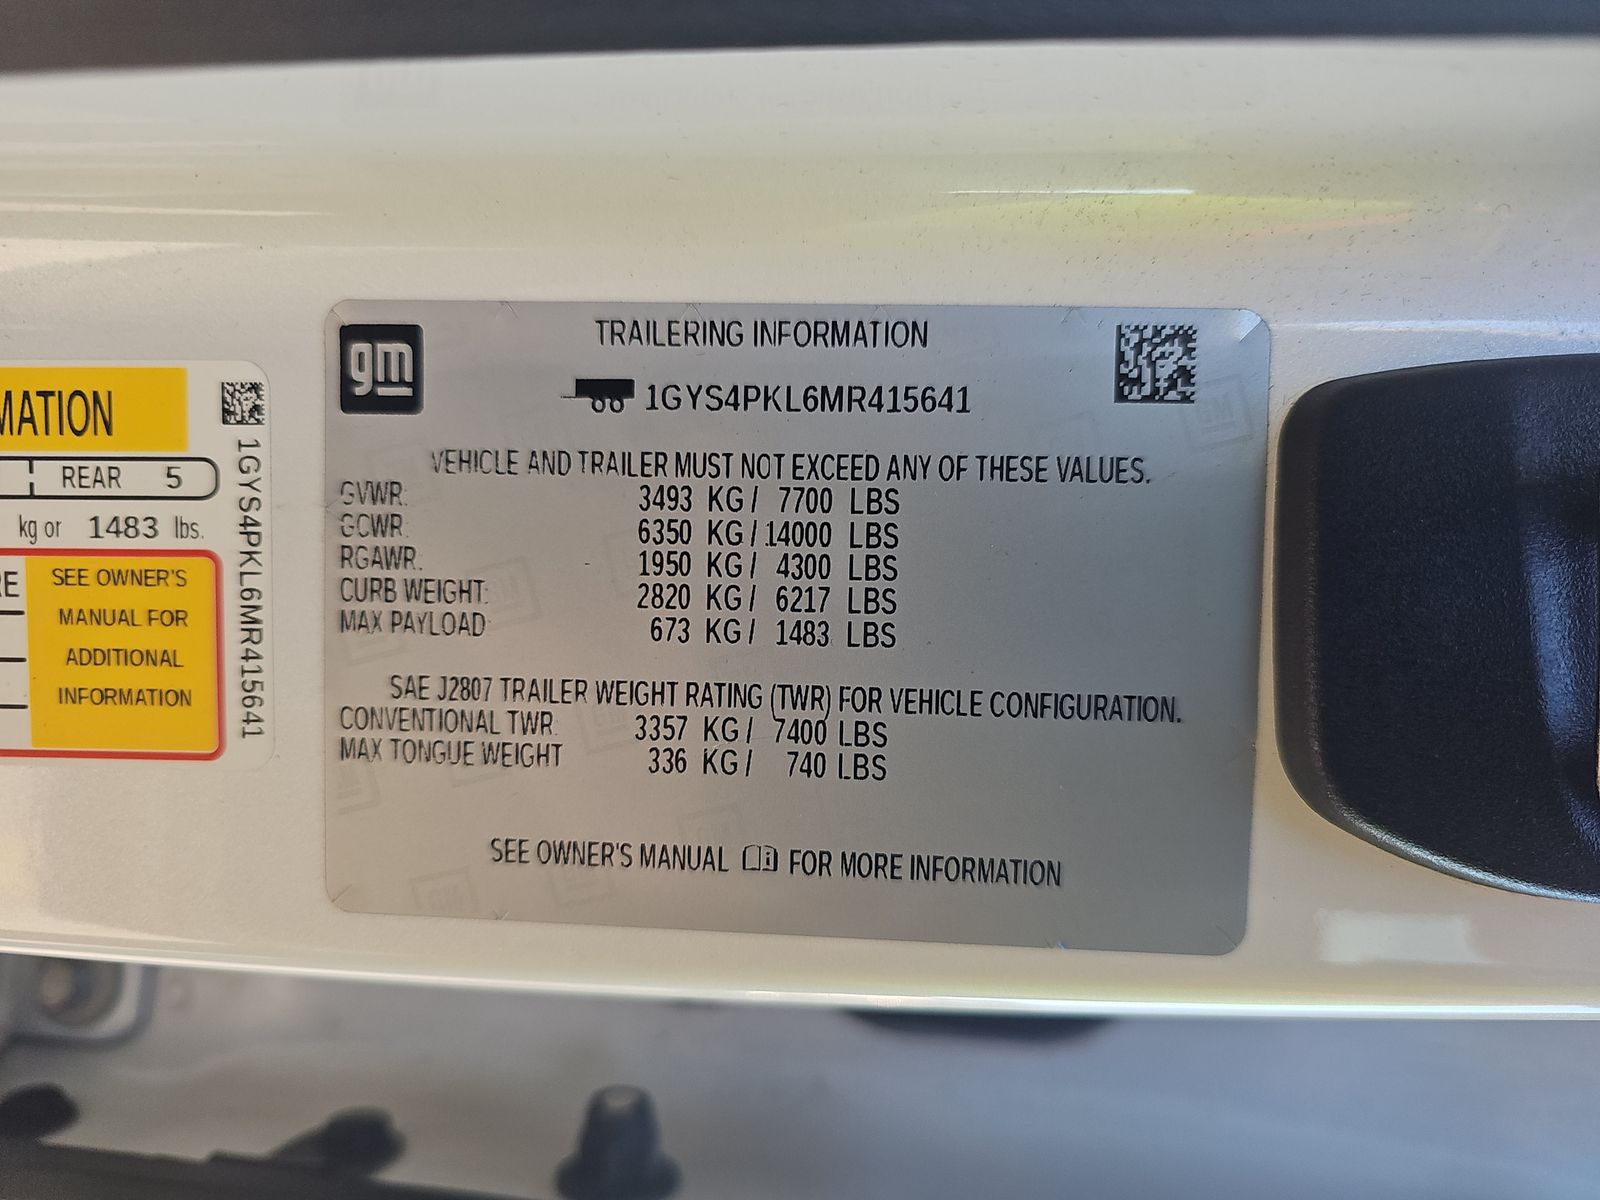 MATION
REAR 5
kg or 1483 lbs.
RE
SEE OWNER'S
MANUAL FOR
ADDITIONAL
INFORMATION
1GYS4PKL6MR415641
gm
TRAILERING INFORMATION
1GYS4PKL6MR415641
VEHICLE AND TRAILER MUST NOT EXCEED ANY OF THESE VALUES.
GVWR: 3493 KG/ 7700 LBS
GCWR: 6350 KG/ 14000 LBS
RGAWR: 1950 KG/ 4300 LBS
CURB WEIGHT: 2820 KG/ 6217 LBS
MAX PAYLOAD 673 KG/ 1483 LBS
SAE J2807 TRAILER WEIGHT RATING (TWR) FOR VEHICLE CONFIGURATION.
CONVENTIONAL TWR: 3357 KG/ 7400 LBS
MAX TONGUE WEIGHT 336 KG/ 740 LBS
SEE OWNER'S MANUAL FOR MORE INFORMATION